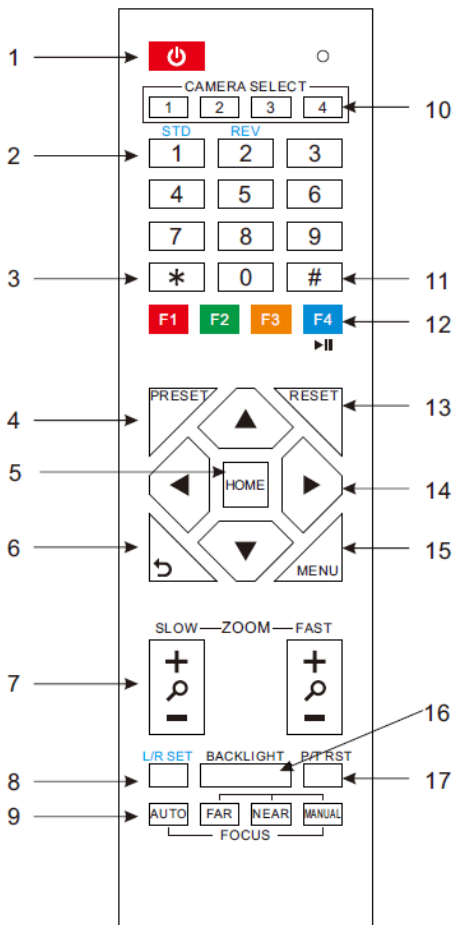 1
CAMERA SELECT
1 2 3 4 10
STD REV
2 1 2 3
4 5 6
7 8 9
3 * 0 # 11
F1 F2 F3 F4 12
PRESET RESET
4 13
5 HOME 14
6 15
MENU
SLOW ZOOM FAST
+ +
7
− −
16
L/R SET BACKLIGHT P/T RST
8 17
9 AUTO FAR NEAR MANUAL
FOCUS